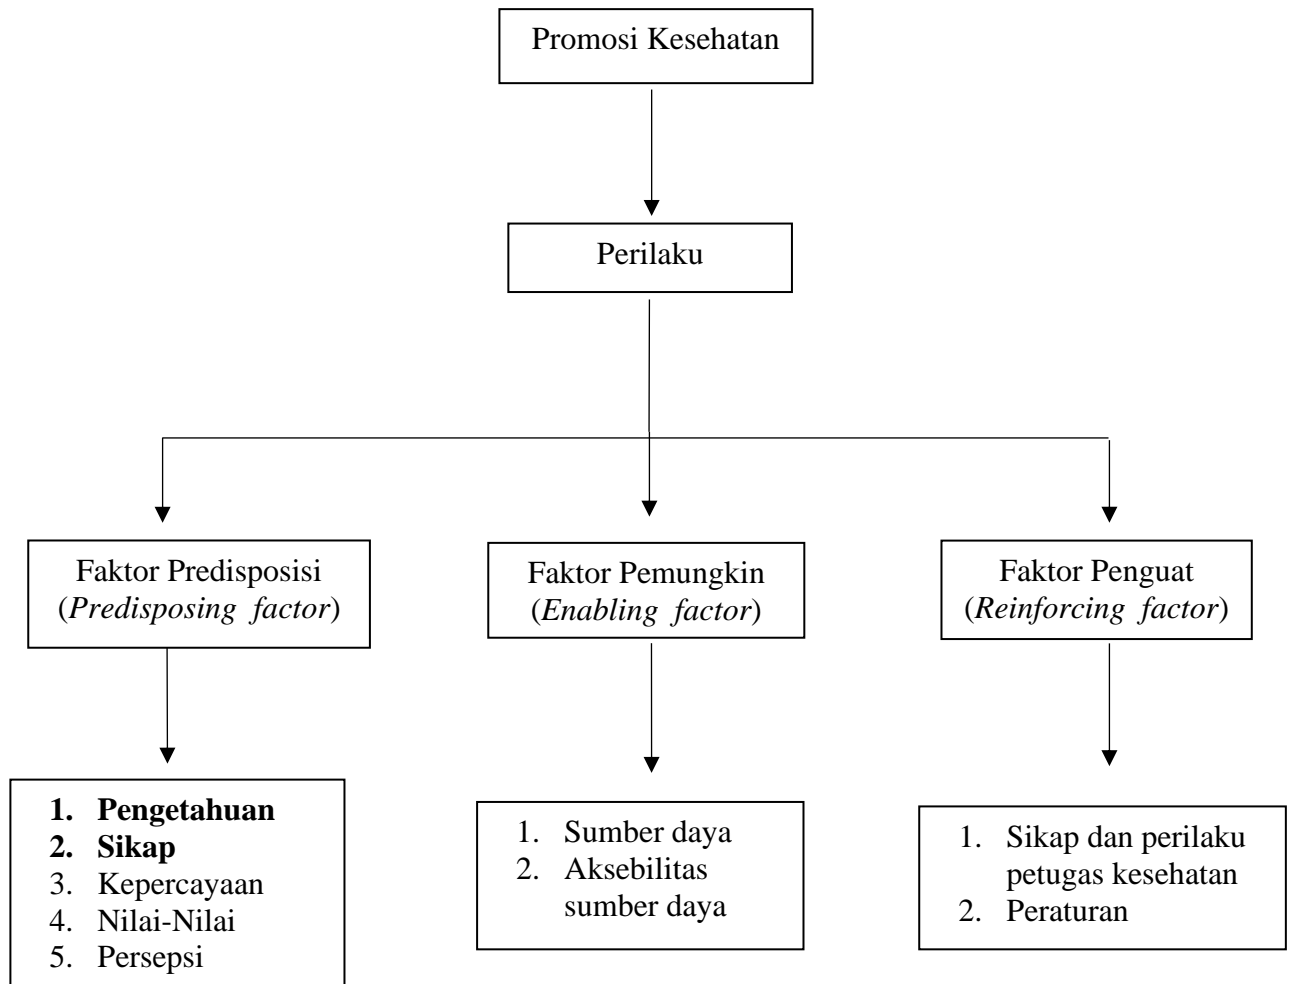 Promosi Kesehatan
Perilaku
Faktor Predisposisi
(Predisposing factor)
Faktor Pemungkin
(Enabling factor)
Faktor Penguat
(Reinforcing factor)
1. Pengetahuan
2. Sikap
3. Kepercayaan
4. Nilai-Nilai
5. Persepsi
1. Sumber daya
2. Aksebilitas
sumber daya
1. Sikap dan perilaku
petugas kesehatan
2. Peraturan